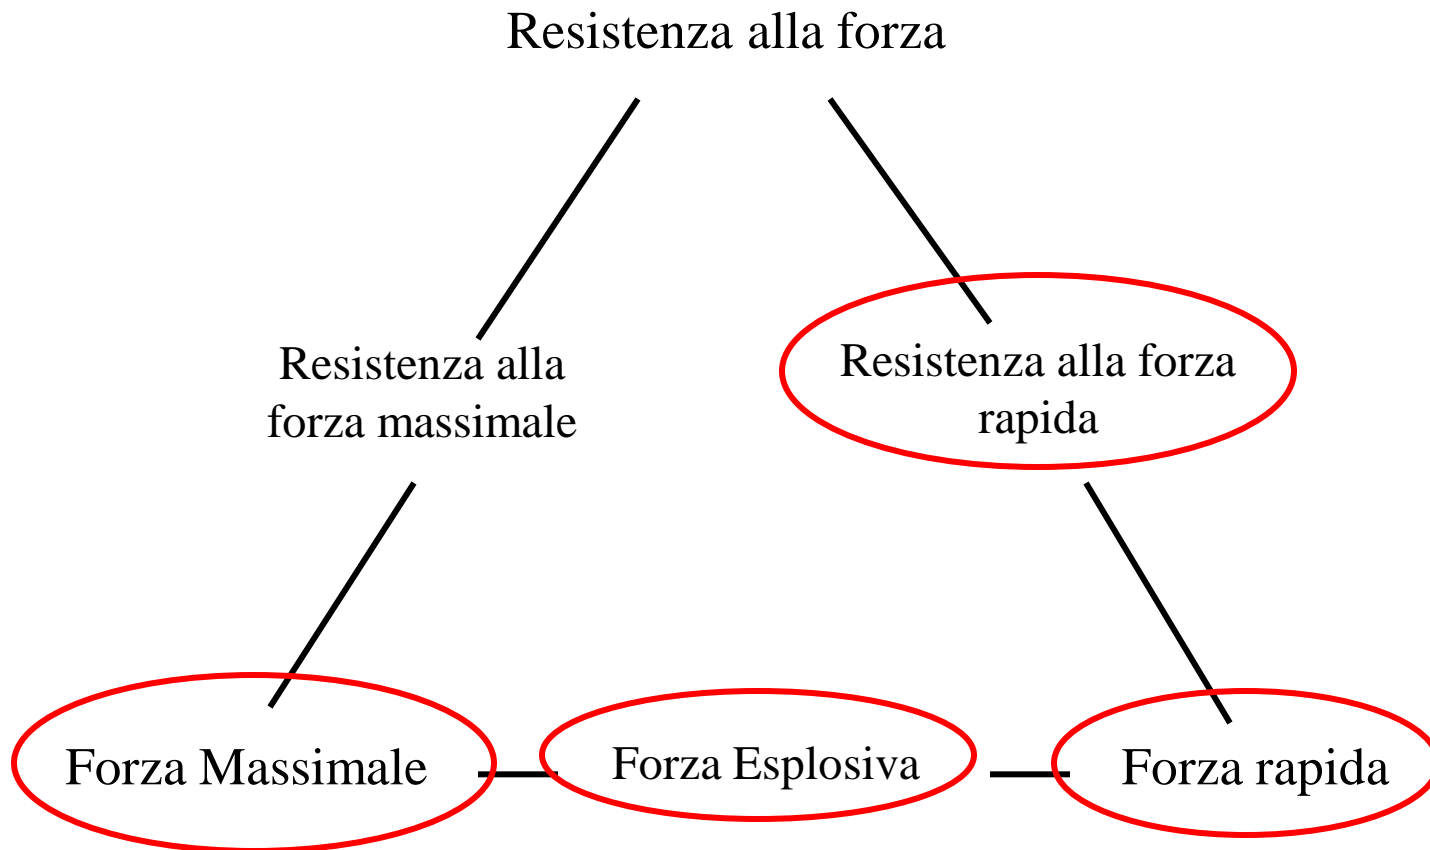 Resistenza alla forza
Resistenza alla
forza massimale
Resistenza alla forza
rapida
Forza Massimale
Forza Esplosiva
Forza rapida